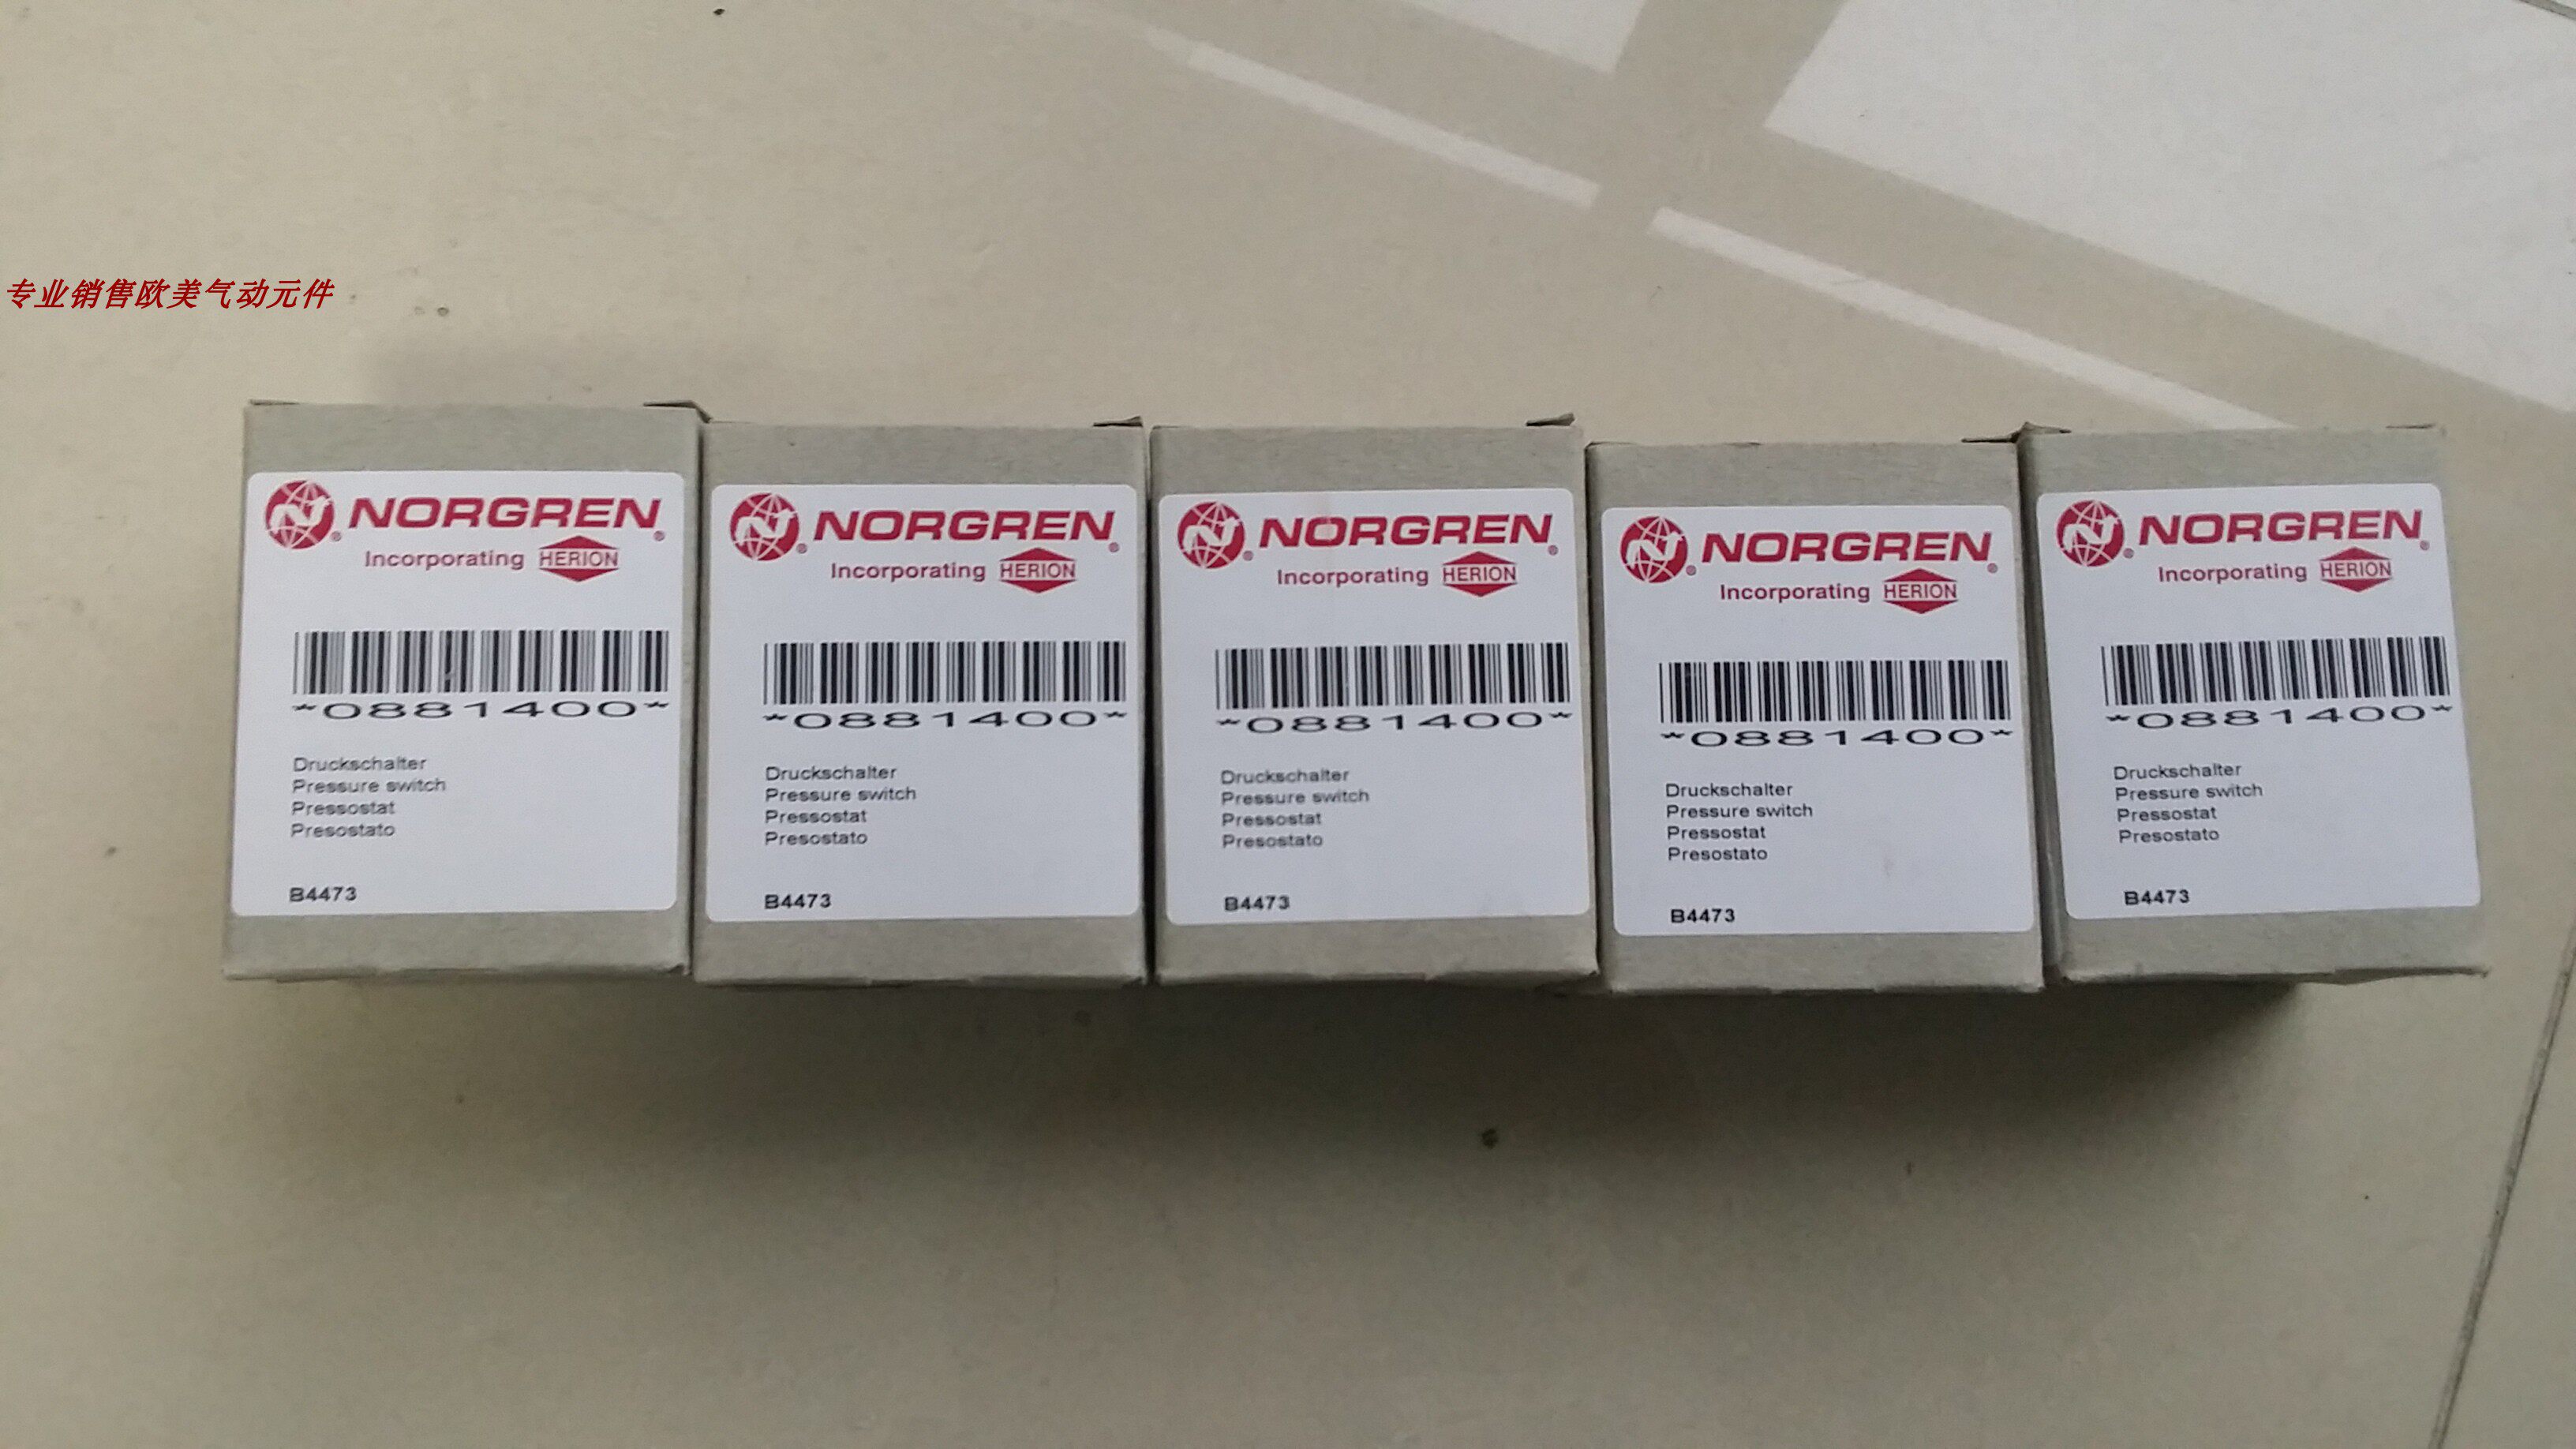 专业销售欧美气动元件
N® NORGREN®
Incorporating HERION
*0881400*
Druckschalter
Pressure switch
Pressostat
Presostato
B4473
N® NORGREN®
Incorporating HERION
*0881400*
Druckschalter
Pressure switch
Pressostat
Presostato
B4473
N® NORGREN®
Incorporating HERION
*0881400*
Druckschalter
Pressure switch
Pressostat
Presostato
B4473
N® NORGREN®
Incorporating HERION
*0881400*
Druckschalter
Pressure switch
Pressostat
Presostato
B4473
N® NORGREN®
Incorporating HERION
*0881400*
Druckschalter
Pressure switch
Pressostat
Presostato
B4473